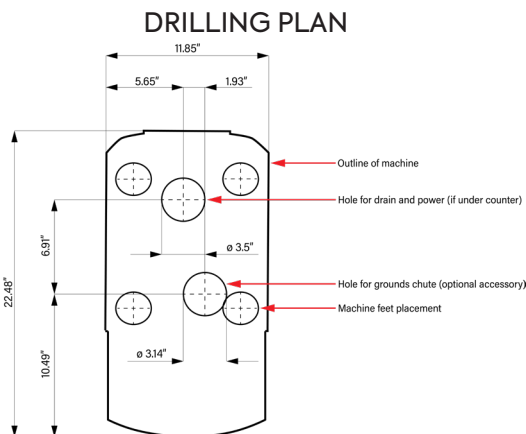 DRILLING PLAN
11.85"
5.65"
1.93"
Outline of machine
Hole for drain and power (if under counter)
6.91"
ø 3.5"
22.48"
Hole for grounds chute (optional accessory)
Machine feet placement
10.49"
ø 3.14"